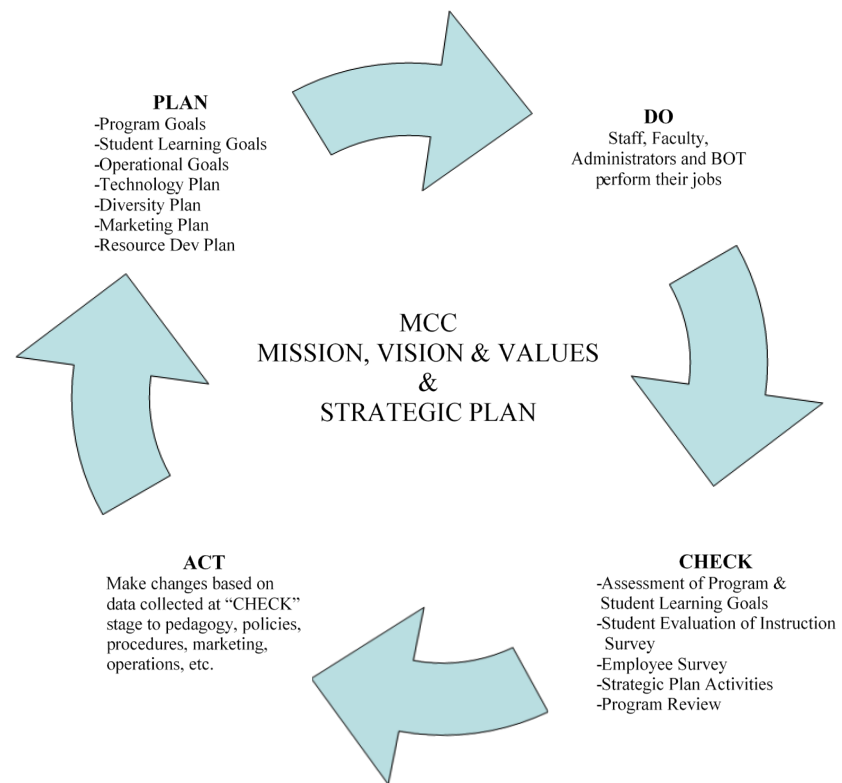 PLAN
-Program Goals
-Student Learning Goals
-Operational Goals
-Technology Plan
-Diversity Plan
-Marketing Plan
-Resource Dev Plan
DO
Staff, Faculty,
Administrators and BOT
perform their jobs
MCC
MISSION, VISION & VALUES
&
STRATEGIC PLAN
CHECK
-Assessment of Program &
Student Learning Goals
-Student Evaluation of Instruction
Survey
-Employee Survey
-Strategic Plan Activities
-Program Review
ACT
Make changes based on
data collected at “CHECK”
stage to pedagogy, policies,
procedures, marketing,
operations, etc.